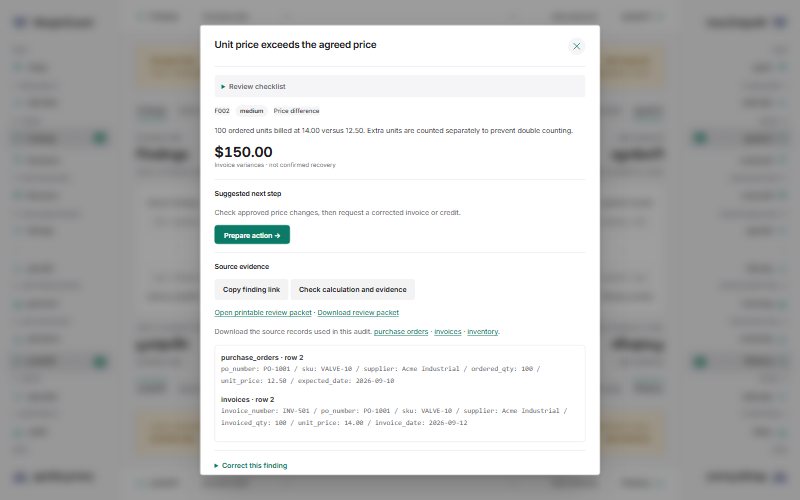 Unit price exceeds the agreed price
Review checklist
F002 medium Price difference
100 ordered units billed at 14.00 versus 12.50. Extra units are counted separately to prevent double counting.
$150.00
Invoice variances · not confirmed recovery
Suggested next step
Check approved price changes, then request a corrected invoice or credit.
Prepare action →
Source evidence
Copy finding link Check calculation and evidence
Open printable review packet · Download review packet
Download the source records used in this audit. purchase orders · invoices · inventory.
purchase_orders · row 2
po_number: PO-1001 / sku: VALVE-10 / supplier: Acme Industrial / ordered_qty: 100 /
unit_price: 12.50 / expected_date: 2026-09-10
invoices · row 2
invoice_number: INV-501 / po_number: PO-1001 / sku: VALVE-10 / supplier: Acme Industrial /
invoiced_qty: 100 / unit_price: 14.00 / invoice_date: 2026-09-12
Correct this finding